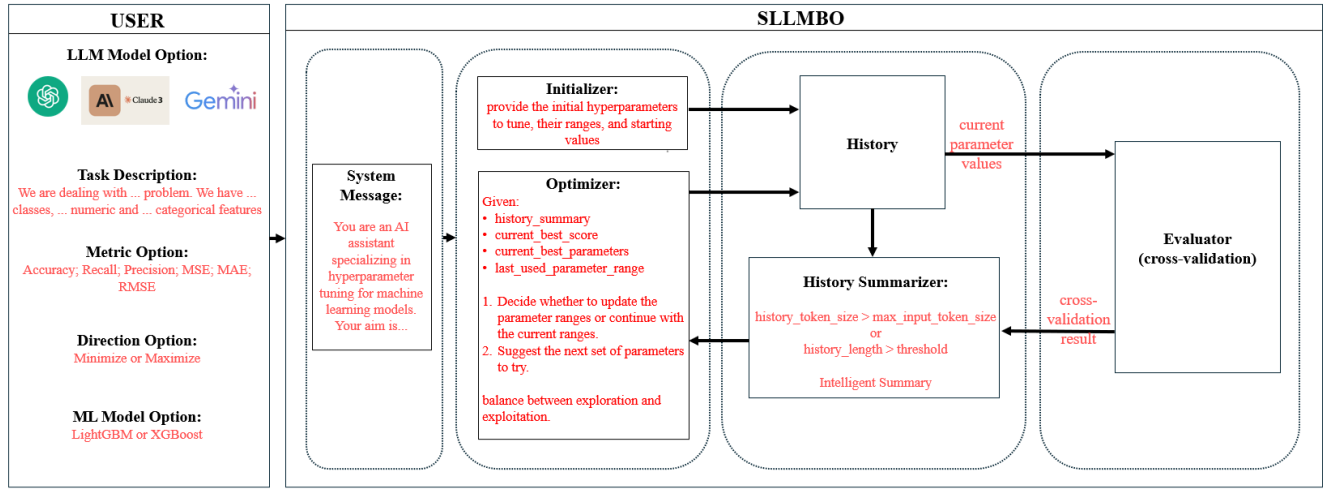 USER
LLM Model Option:
AI
Claude 3
Gemini
Task Description:
We are dealing with ... problem. We have ...
classes, ... numeric and ... categorical features
Metric Option:
Accuracy; Recall; Precision; MSE; MAE;
RMSE
Direction Option:
Minimize or Maximize
ML Model Option:
LightGBM or XGBoost
SLLMBO
System
Message:
You are an AI
assistant
specializing in
hyperparameter
tuning for machine
learning models.
Your aim is...
Initializer:
provide the initial hyperparameters
to tune, their ranges, and starting
values
Optimizer:
Given:
• history_summary
• current_best_score
• current_best_parameters
• last_used_parameter_range
1. Decide whether to update the
parameter ranges or continue with
the current ranges.
2. Suggest the next set of parameters
to try.
balance between exploration and
exploitation.
History
History Summarizer:
history_token_size > max_input_token_size
or
history_length > threshold
Intelligent Summary
current
parameter
values
cross-
validation
result
Evaluator
(cross-validation)